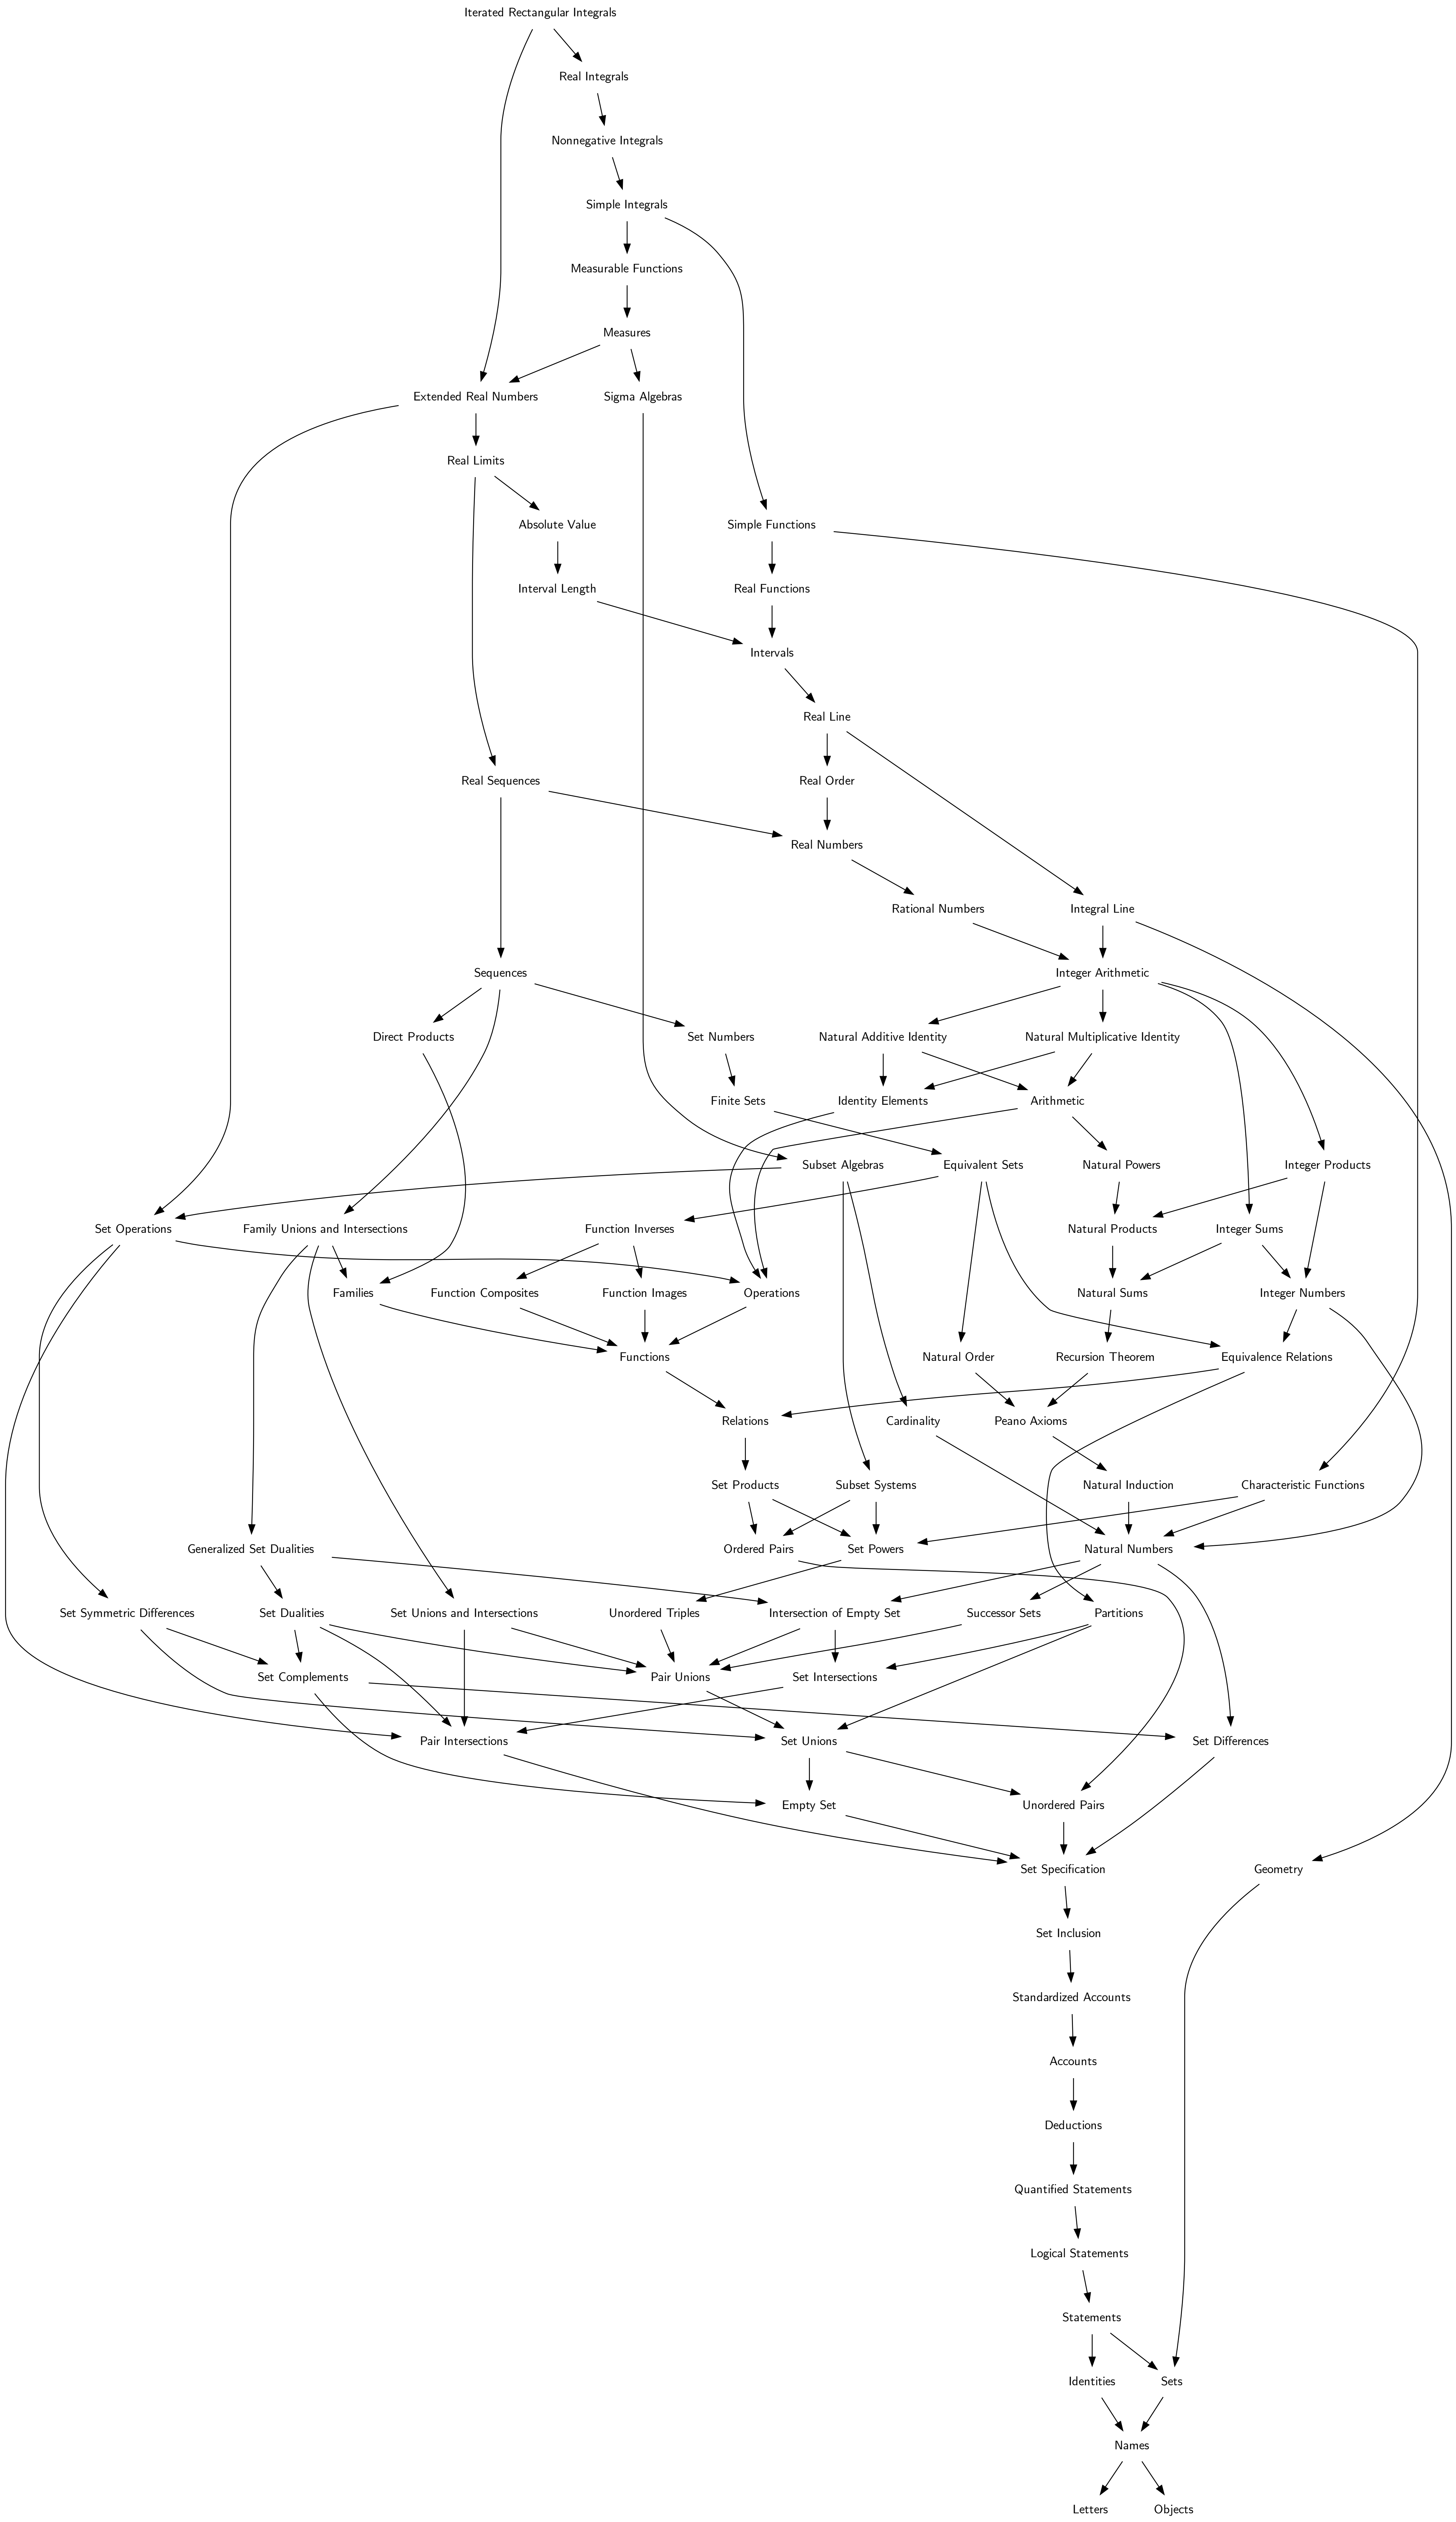 Iterated Rectangular Integrals
Real Integrals
Nonnegative Integrals
Simple Integrals
Measurable Functions
Measures
Extended Real Numbers
Sigma Algebras
Real Limits
Absolute Value
Simple Functions
Interval Length
Real Functions
Intervals
Real Line
Real Sequences
Real Order
Real Numbers
Rational Numbers
Integral Line
Sequences
Integer Arithmetic
Direct Products
Set Numbers
Natural Additive Identity
Natural Multiplicative Identity
Finite Sets
Identity Elements
Arithmetic
Subset Algebras
Equivalent Sets
Natural Powers
Integer Products
Set Operations
Family Unions and Intersections
Function Inverses
Natural Products
Integer Sums
Families
Function Composites
Function Images
Operations
Natural Sums
Integer Numbers
Functions
Natural Order
Recursion Theorem
Equivalence Relations
Relations
Cardinality
Peano Axioms
Set Products
Subset Systems
Natural Induction
Characteristic Functions
Generalized Set Dualities
Ordered Pairs
Set Powers
Natural Numbers
Set Symmetric Differences
Set Dualities
Set Unions and Intersections
Unordered Triples
Intersection of Empty Set
Successor Sets
Partitions
Set Complements
Pair Unions
Set Intersections
Pair Intersections
Set Unions
Set Differences
Empty Set
Unordered Pairs
Set Specification
Geometry
Set Inclusion
Standardized Accounts
Accounts
Deductions
Quantified Statements
Logical Statements
Statements
Identities
Sets
Names
Letters
Objects